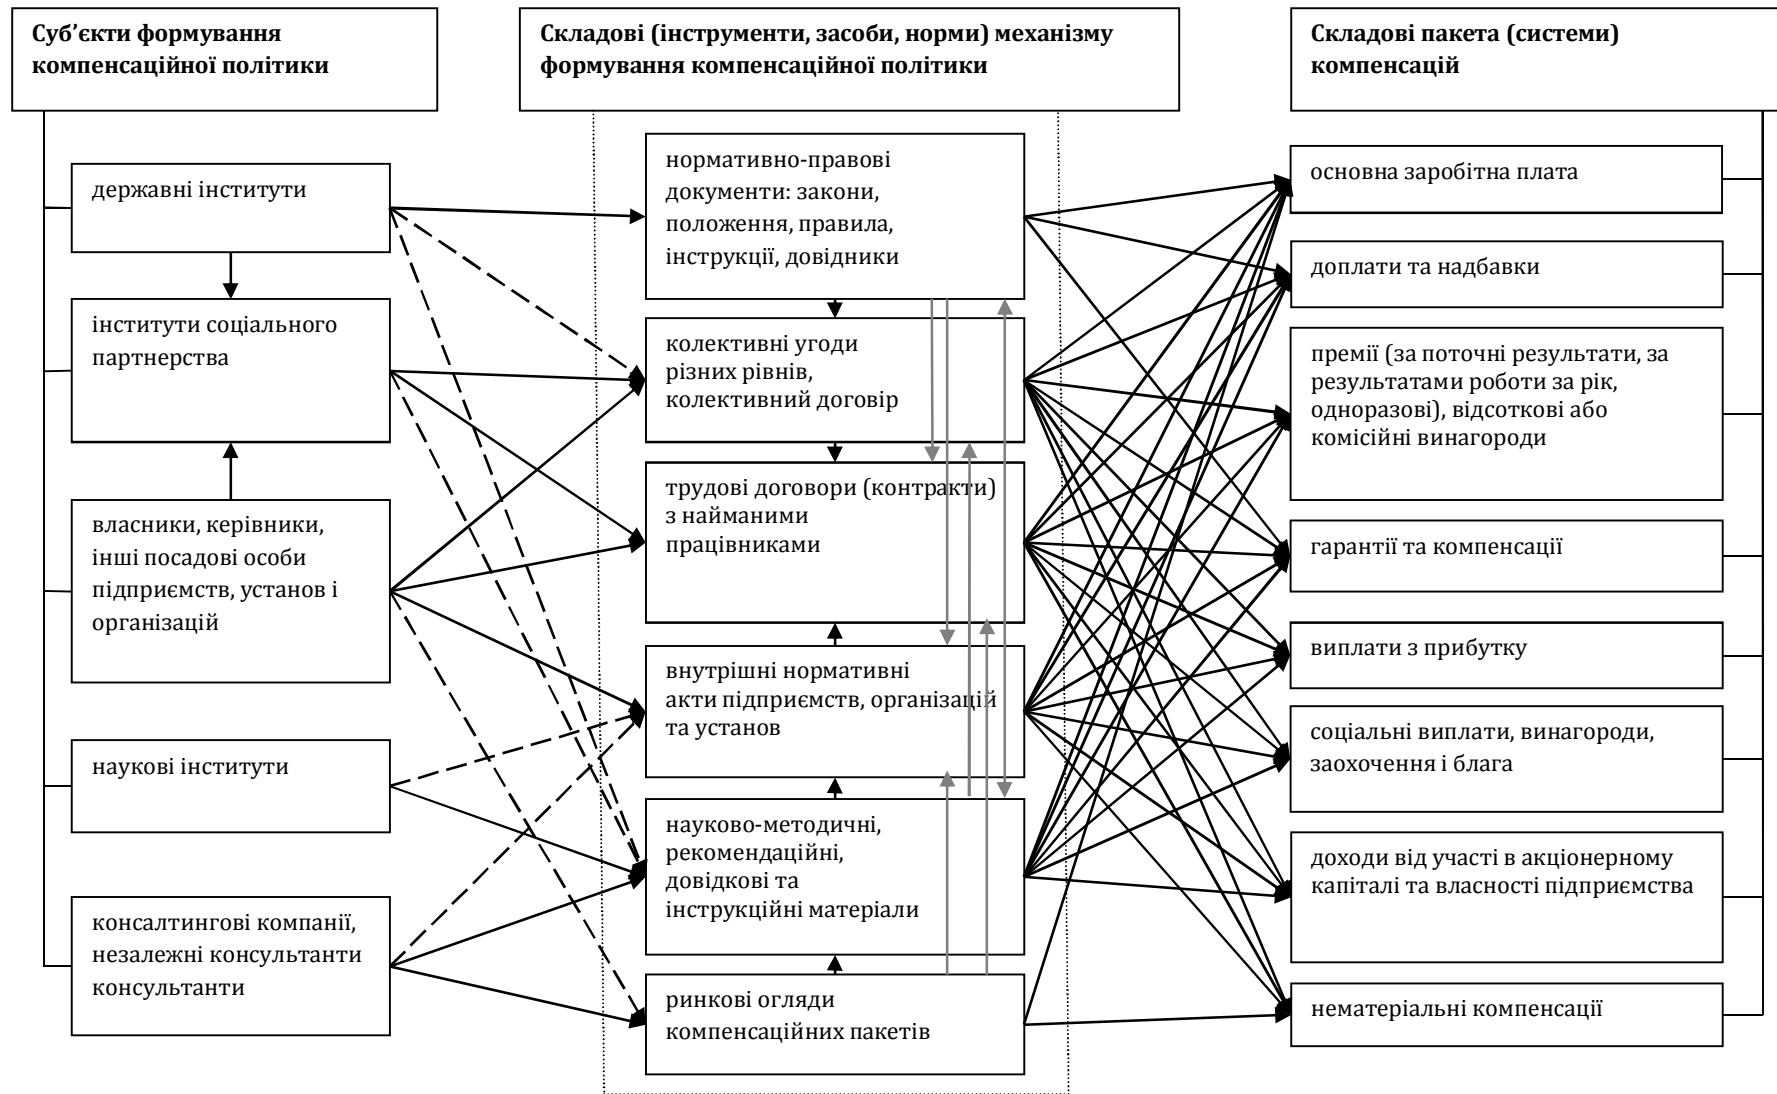 Суб’єкти формування
компенсаційної політики
Складові (інструменти, засоби, норми) механізму
формування компенсаційної політики
Складові пакета (системи)
компенсацій
державні інститути
інститути соціального
партнерства
власники, керівники,
інші посадові особи
підприємств, установ і
організацій
наукові інститути
консалтингові компанії,
незалежні консультанти
консультанти
нормативно-правові
документи: закони,
положення, правила,
інструкції, довідники
колективні угоди
різних рівнів,
колективний договір
трудові договори (контракти)
з найманими
працівниками
внутрішні нормативні
акти підприємств, організацій
та установ
науково-методичні,
рекомендаційні,
довідкові та
інструкційні матеріали
ринкові огляди
компенсаційних пакетів
основна заробітна плата
доплати та надбавки
премії (за поточні результати, за
результатами роботи за рік,
одноразові), відсоткові або
комісійні винагороди
гарантії та компенсації
виплати з прибутку
соціальні виплати, винагороди,
заохочення і блага
доходи від участі в акціонерному
капіталі та власності підприємства
нематеріальні компенсації